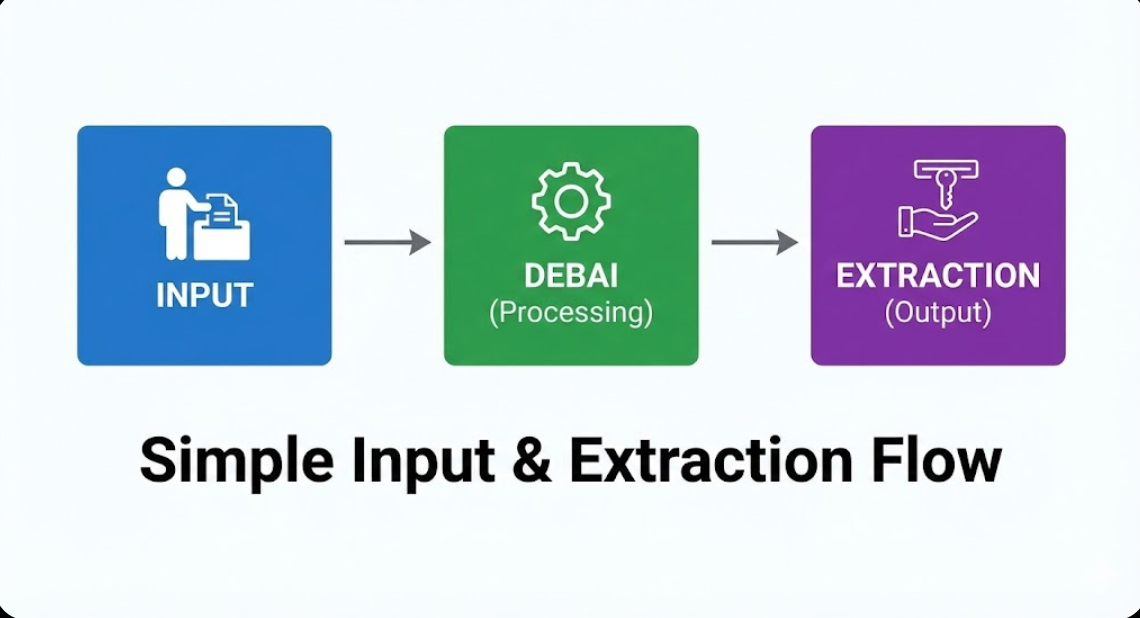 INPUT
DEBAI
(Processing)
EXTRACTION
(Output)
Simple Input & Extraction Flow